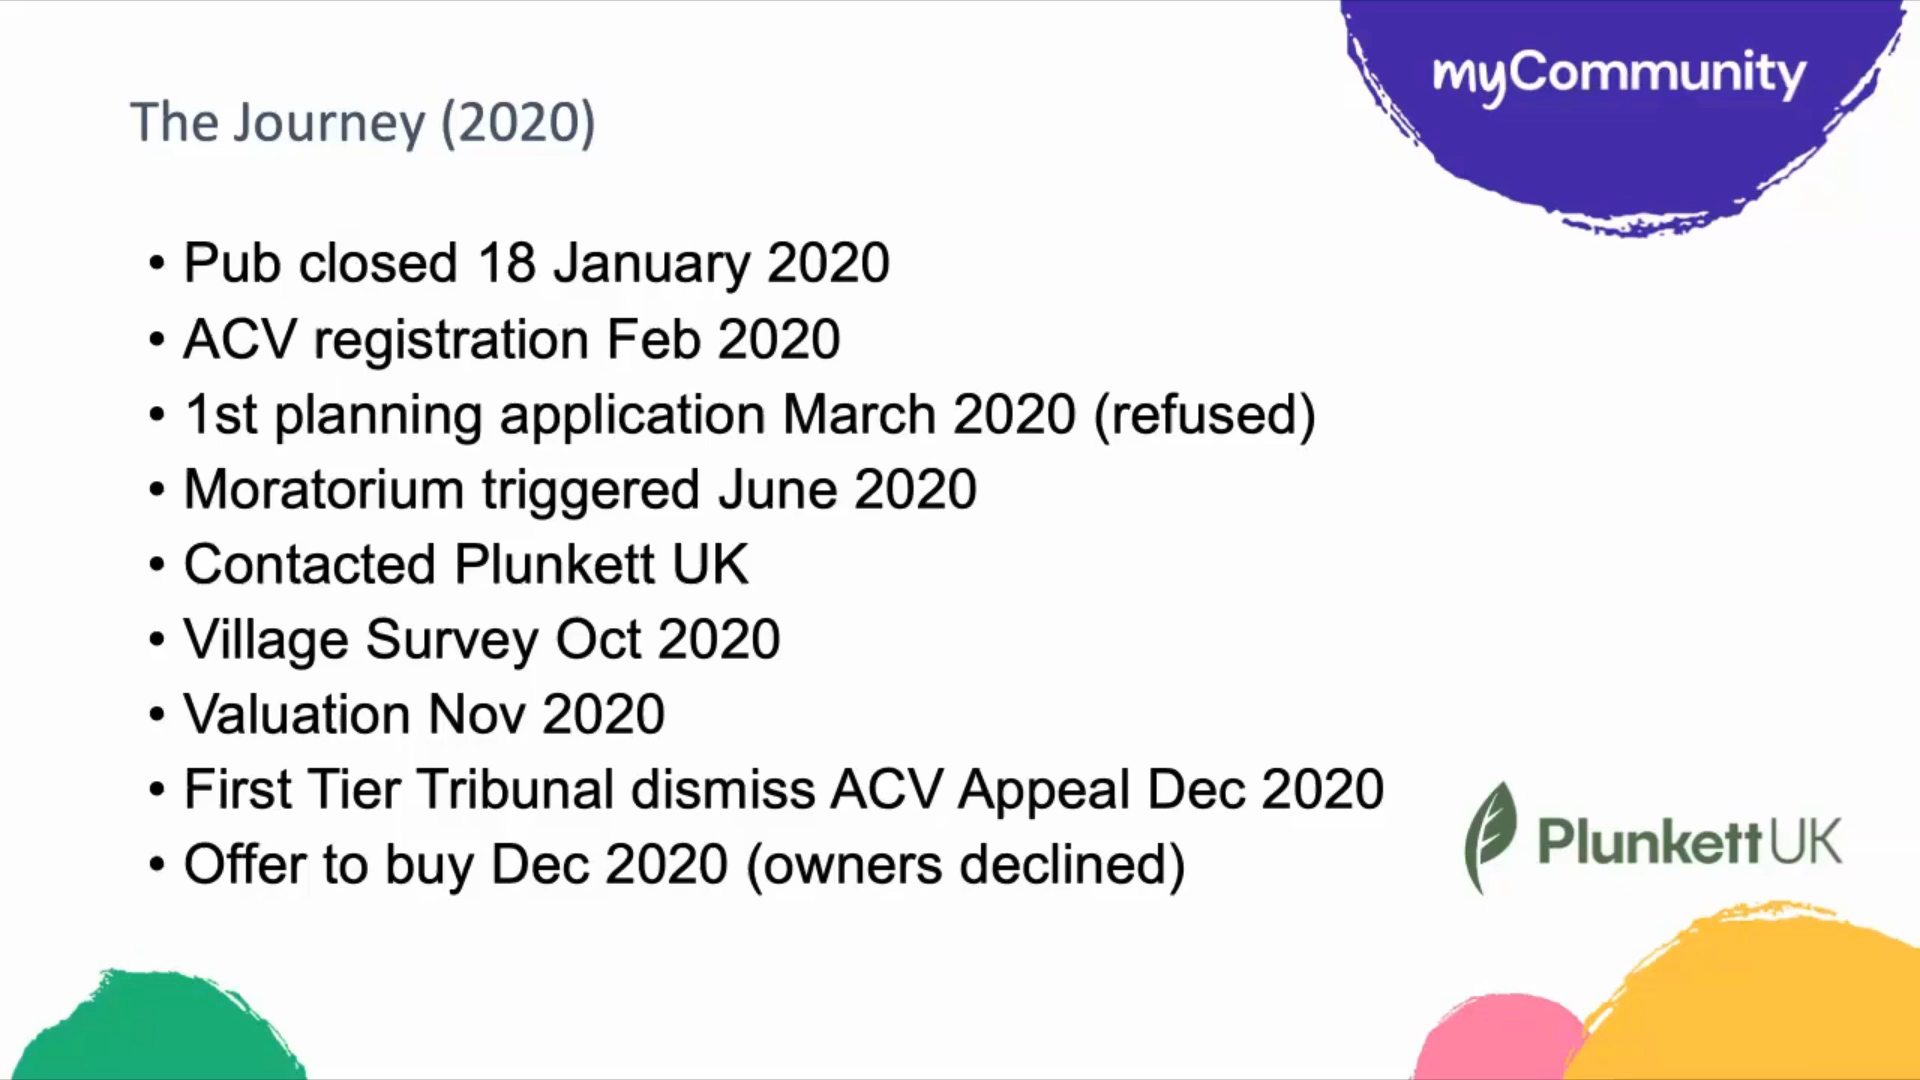 myCommunity
The Journey (2020)
• Pub closed 18 January 2020
• ACV registration Feb 2020
• 1st planning application March 2020 (refused)
• Moratorium triggered June 2020
• Contacted Plunkett UK
• Village Survey Oct 2020
• Valuation Nov 2020
• First Tier Tribunal dismiss ACV Appeal Dec 2020
• Offer to buy Dec 2020 (owners declined)
Plunkett UK